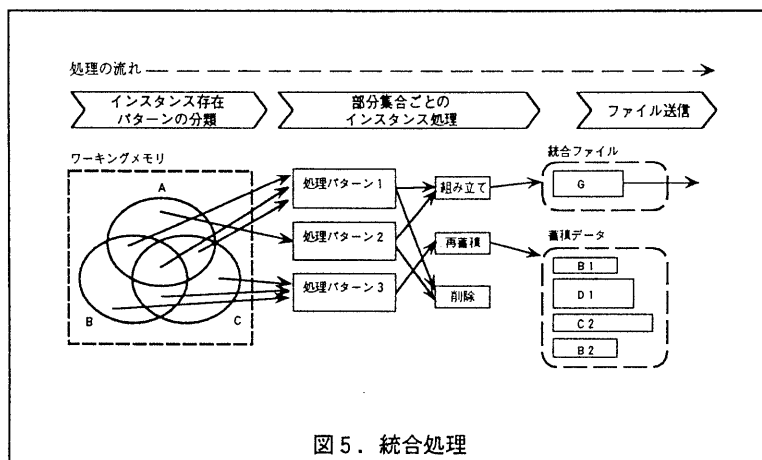 処理の流れ
インスタンス存在
パターンの分類
部分集合ごとの
インスタンス処理
ファイル送信
ワーキングメモリ
A
B
C
処理パターン1
処理パターン2
処理パターン3
組み立て
再蓄積
削除
統合ファイル
G
蓄積データ
B1
D1
C2
B2
図5．統合処理